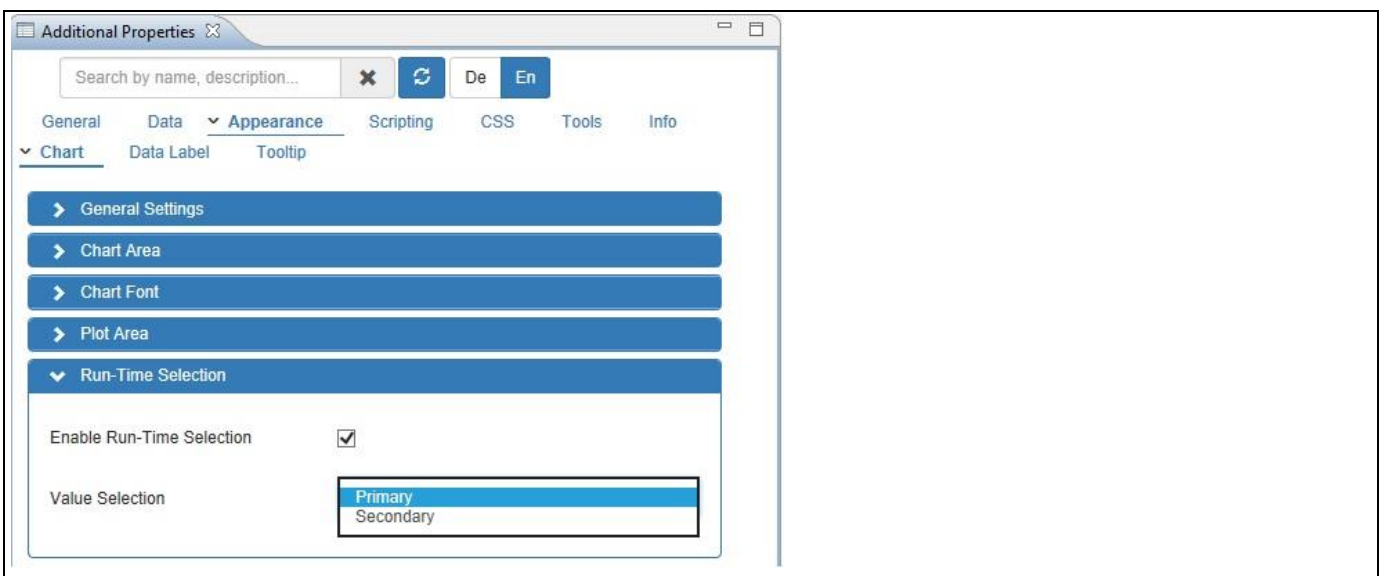 Additional Properties
Search by name, description... De En
General Data Appearance Scripting CSS Tools Info
Chart Data Label Tooltip
General Settings
Chart Area
Chart Font
Plot Area
Run-Time Selection
Enable Run-Time Selection
Value Selection Primary
Secondary